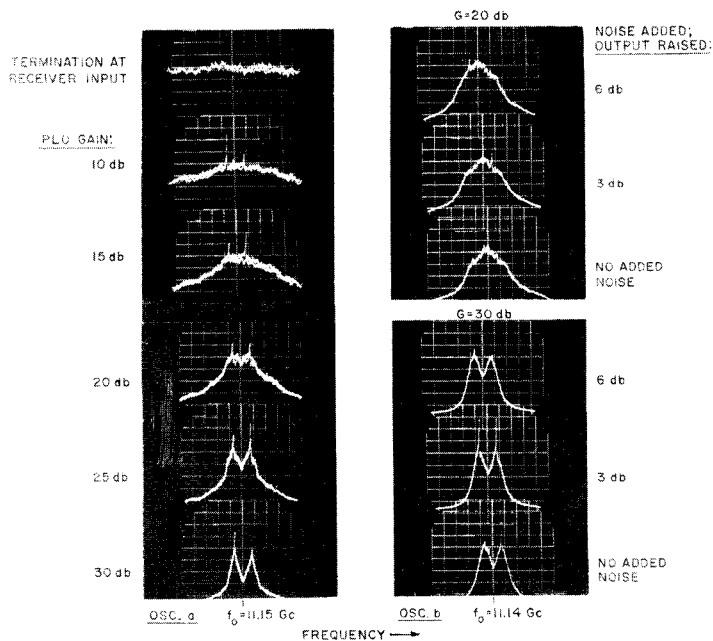 TERMINATION AT
RECEIVER INPUT
PLO GAIN:
10 db
15 db
20 db
25 db
30 db
OSC. a f₀=11.15 Gc
G=20 db
NOISE ADDED;
OUTPUT RAISED:
6 db
3 db
NO ADDED
NOISE
G=30 db
6 db
3 db
NO ADDED
NOISE
OSC. b f₀=11.14 Gc
FREQUENCY →